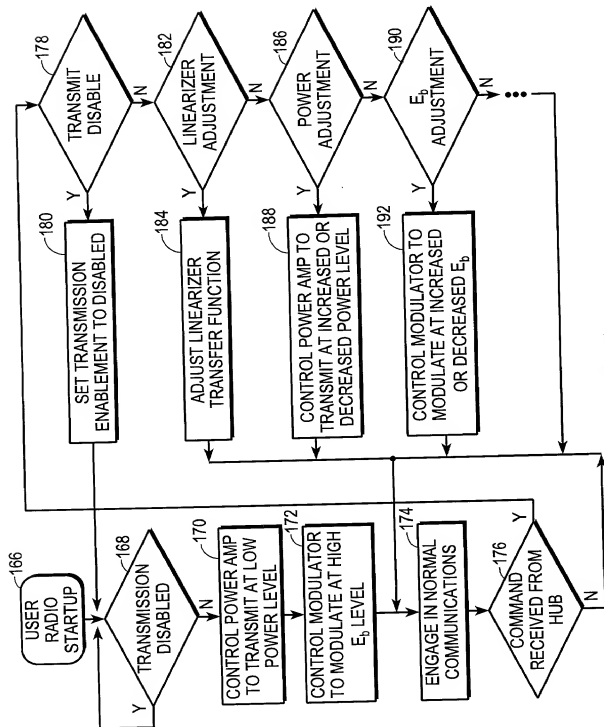 166
USER
RADIO
STARTUP
168
TRANSMISSION
DISABLED
Y
N
170
CONTROL POWER AMP
TO TRANSMIT AT LOW
POWER LEVEL
172
CONTROL MODULATOR
TO MODULATE AT HIGH
Eb LEVEL
174
ENGAGE IN NORMAL
COMMUNICATIONS
176
COMMAND
RECEIVED FROM
HUB
Y
N
178
TRANSMIT
DISABLE
Y
N
180
SET TRANSMISSION
ENABLEMENT TO DISABLED
182
LINEARIZER
ADJUSTMENT
Y
N
184
ADJUST LINEARIZER
TRANSFER FUNCTION
186
POWER
ADJUSTMENT
Y
N
188
CONTROL POWER AMP TO
TRANSMIT AT INCREASED OR
DECREASED POWER LEVEL
190
Eb
ADJUSTMENT
Y
N
192
CONTROL MODULATOR TO
MODULATE AT INCREASED
OR DECREASED Eb
•••